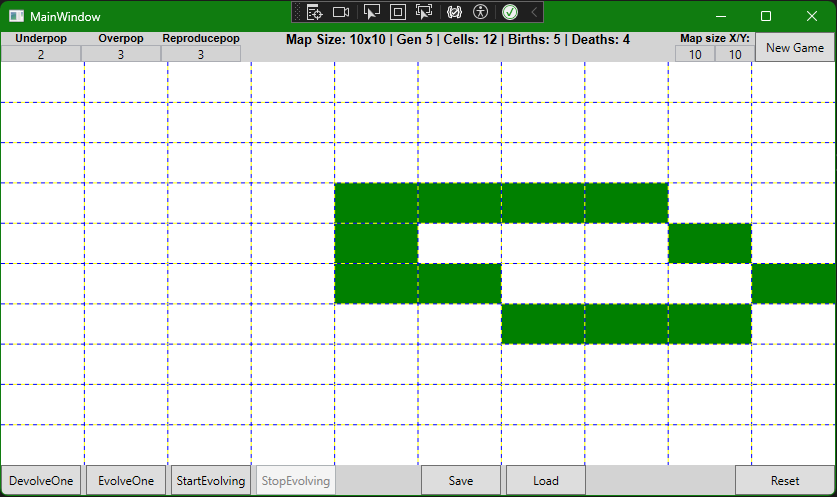 MainWindow
Underpop Overpop Reproducepop Map Size: 10x10 | Gen 5 | Cells: 12 | Births: 5 | Deaths: 4 Map size X/Y: New Game
2 3 3 10 10
DevolveOne EvolveOne StartEvolving StopEvolving Save Load Reset